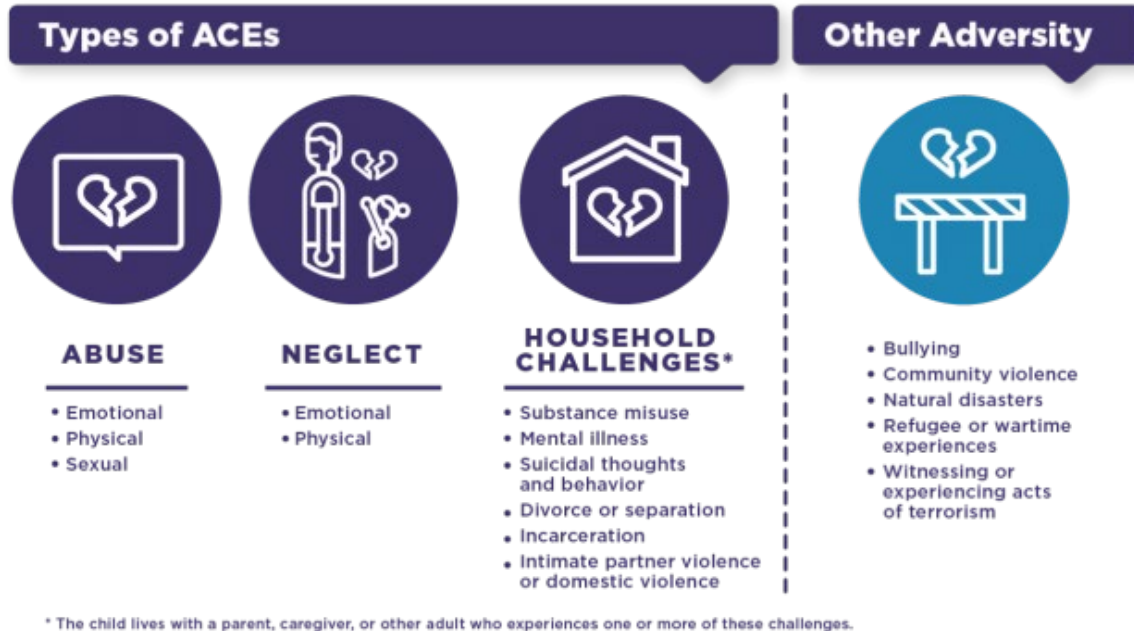 Types of ACEs
Other Adversity
ABUSE
• Emotional
• Physical
• Sexual
NEGLECT
• Emotional
• Physical
HOUSEHOLD
CHALLENGES*
• Substance misuse
• Mental illness
• Suicidal thoughts
and behavior
• Divorce or separation
• Incarceration
• Intimate partner violence
or domestic violence
• Bullying
• Community violence
• Natural disasters
• Refugee or wartime
experiences
• Witnessing or
experiencing acts
of terrorism
* The child lives with a parent, caregiver, or other adult who experiences one or more of these challenges.